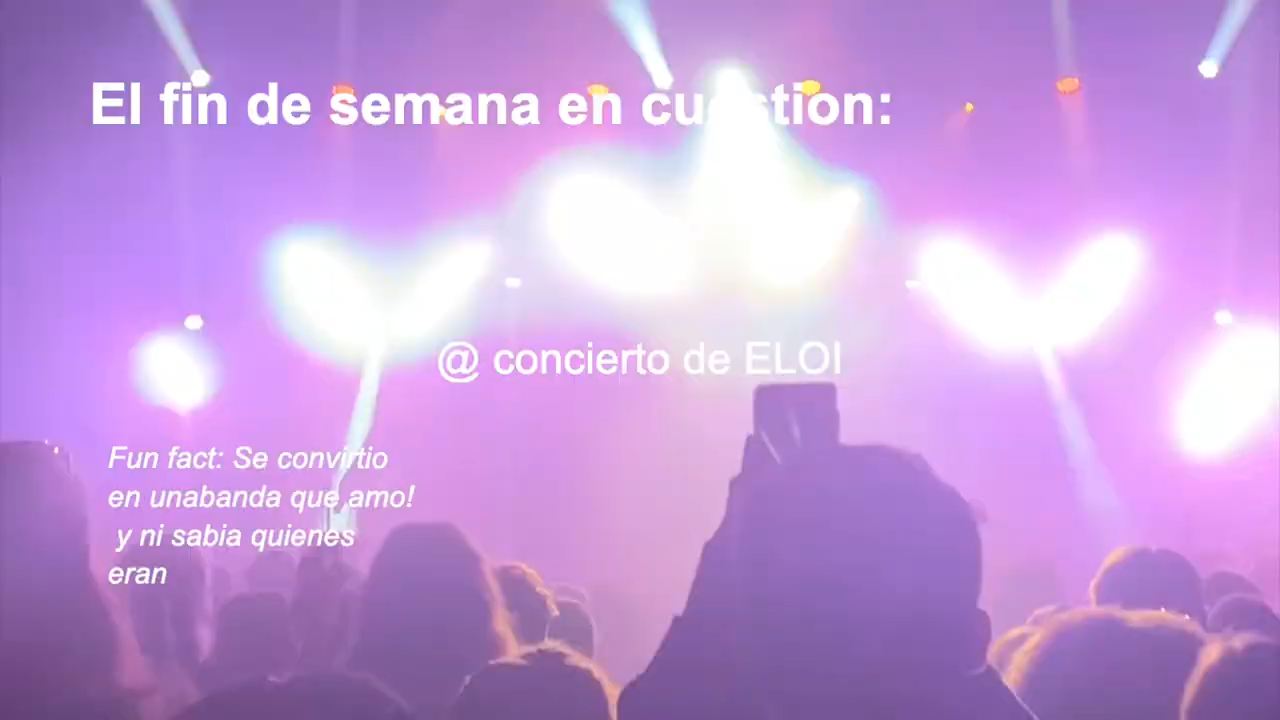 El fin de semana en cuestion:
@ concierto de ELOI
Fun fact: Se convirtio
en unabanda que amo!
y ni sabia quienes
eran